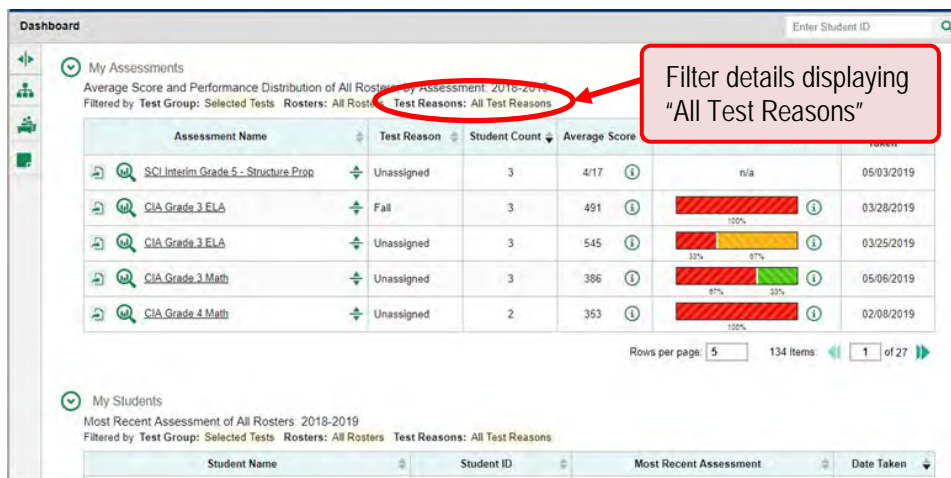 Dashboard
Enter Student ID
My Assessments
Average Score and Performance Distribution of All Rosters, by Assessment: 2018-2019
Filtered by Test Group: Selected Tests Rosters: All Rosters Test Reasons: All Test Reasons
Filter details displaying
“All Test Reasons”
Assessment Name Test Reason Student Count Average Score
Taken
SCI Interim Grade 5 - Structure Prop Unassigned 3 4/17 n/a 05/03/2019
CIA Grade 3 ELA Fall 3 491 03/28/2019
100%
CIA Grade 3 ELA Unassigned 3 545 03/25/2019
33% 67%
CIA Grade 3 Math Unassigned 3 386 05/06/2019
67% 33%
CIA Grade 4 Math Unassigned 2 353 02/08/2019
100%
Rows per page: 5 134 Items 1 of 27
My Students
Most Recent Assessment of All Rosters: 2018-2019
Filtered by Test Group: Selected Tests Rosters: All Rosters Test Reasons: All Test Reasons
Student Name Student ID Most Recent Assessment Date Taken